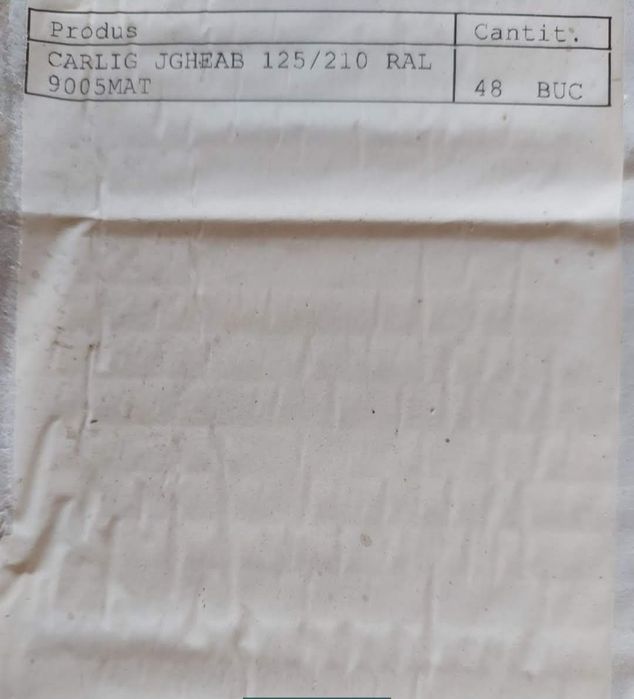 Produs Cantit.
CARLIG JGHEAB 125/210 RAL
9005MAT 48 BUC